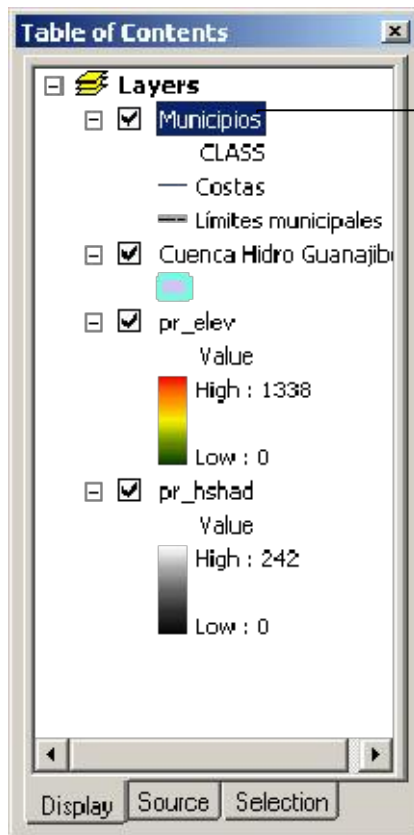 Table of Contents
Layers
Municipios
CLASS
Costas
Límites municipales
Cuenca Hidro Guanajib
pr_elev
Value
High : 1338
Low : 0
pr_hshad
Value
High : 242
Low : 0
Display Source Selection